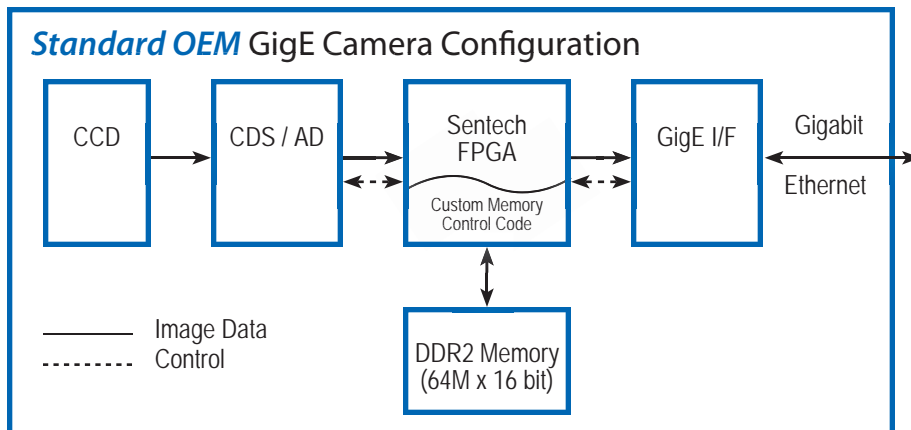 Standard OEM GigE Camera Configuration
CCD
CDS / AD
Sentech
FPGA
Custom Memory
Control Code
GigE I/F
Gigabit
Ethernet
DDR2 Memory
(64M x 16 bit)
Image Data
Control